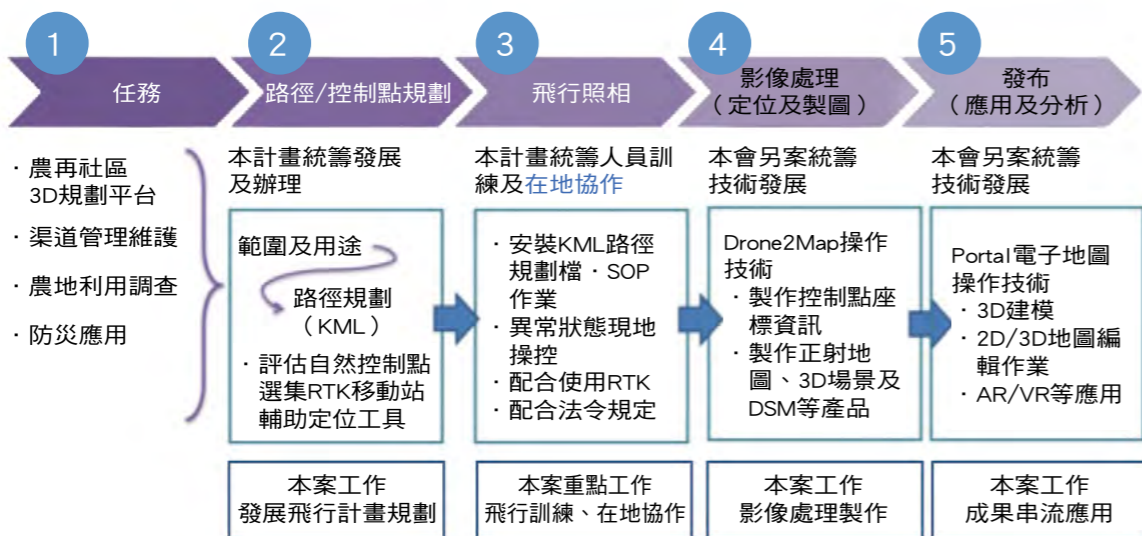 1
任務
2
路徑/控制點規劃
3
飛行照相
4
影像處理
（定位及製圖）
5
發布
（應用及分析）
· 農再社區
3D規劃平台
· 渠道管理維護
· 農地利用調查
· 防災應用
本計畫統籌發展
及辦理
範圍及用途
路徑規劃
（KML）
· 評估自然控制點
選集RTK移動站
輔助定位工具
本案工作
發展飛行計畫規劃
本計畫統籌人員訓
練及在地協作
· 安裝KML路徑
規劃檔 · SOP
作業
· 異常狀態現地
操控
· 配合使用RTK
· 配合法令規定
本案重點工作
飛行訓練、在地協作
本會另案統籌
技術發展
Drone2Map操作
技術
· 製作控制點座
標資訊
· 製作正射地
圖、3D場景及
DSM等產品
本案工作
影像處理製作
本會另案統籌
技術發展
Portal電子地圖
操作技術
· 3D建模
· 2D/3D地圖編
輯作業
· AR/VR等應用
本案工作
成果串流應用